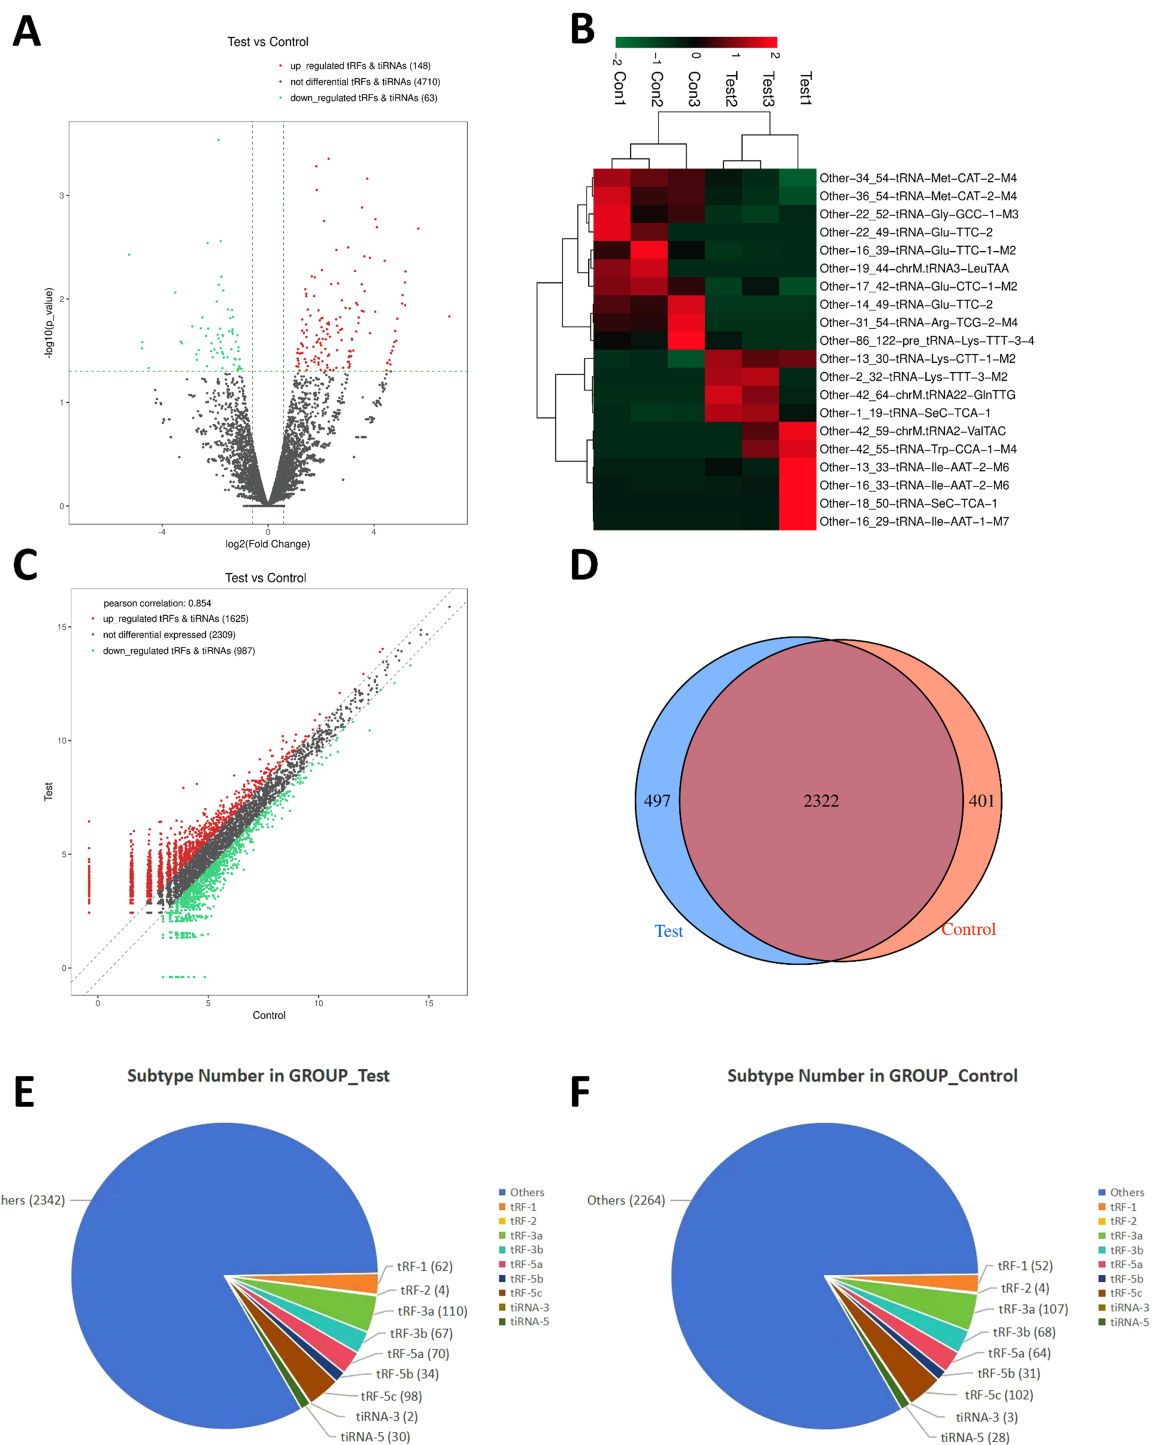 A
Test vs Control
up_regulated tRFs & tiRNAs (148)
not differential tRFs & tiRNAs (4710)
down_regulated tRFs & tiRNAs (63)
-log10(p_value)
3
2
1
0
-4
0
4
log2(Fold Change)
B
−2
−1
0
1
2
Con1
Con2
Con3
Test2
Test3
Test1
Other−34_54−tRNA−Met−CAT−2−M4
Other−36_54−tRNA−Met−CAT−2−M4
Other−22_52−tRNA−Gly−GCC−1−M3
Other−22_49−tRNA−Glu−TTC−2
Other−16_39−tRNA−Glu−TTC−1−M2
Other−19_44−chrM.tRNA3−LeuTAA
Other−17_42−tRNA−Glu−CTC−1−M2
Other−14_49−tRNA−Glu−TTC−2
Other−31_54−tRNA−Arg−TCG−2−M4
Other−86_122−pre_tRNA−Lys−TTT−3−4
Other−13_30−tRNA−Lys−CTT−1−M2
Other−2_32−tRNA−Lys−TTT−3−M2
Other−42_64−chrM.tRNA22−GlnTTG
Other−1_19−tRNA−SeC−TCA−1
Other−42_59−chrM.tRNA2−ValTAC
Other−42_55−tRNA−Trp−CCA−1−M4
Other−13_33−tRNA−Ile−AAT−2−M6
Other−16_33−tRNA−Ile−AAT−2−M6
Other−18_50−tRNA−SeC−TCA−1
Other−16_29−tRNA−Ile−AAT−1−M7
C
Test vs Control
pearson correlation: 0.854
up_regulated tRFs & tiRNAs (1625)
not differential expressed (2309)
down_regulated tRFs & tiRNAs (987)
Test
15
10
5
0
0
5
10
15
Control
D
497
2322
401
Test
Control
E
Subtype Number in GROUP_Test
hers (2342)
tRF-1 (62)
tRF-2 (4)
tRF-3a (110)
tRF-3b (67)
tRF-5a (70)
tRF-5b (34)
tRF-5c (98)
tiRNA-3 (2)
tiRNA-5 (30)
Others
tRF-1
tRF-2
tRF-3a
tRF-3b
tRF-5a
tRF-5b
tRF-5c
tiRNA-3
tiRNA-5
F
Subtype Number in GROUP_Control
Others (2264)
tRF-1 (52)
tRF-2 (4)
tRF-3a (107)
tRF-3b (68)
tRF-5a (64)
tRF-5b (31)
tRF-5c (102)
tiRNA-3 (3)
tiRNA-5 (28)
Others
tRF-1
tRF-2
tRF-3a
tRF-3b
tRF-5a
tRF-5b
tRF-5c
tiRNA-3
tiRNA-5